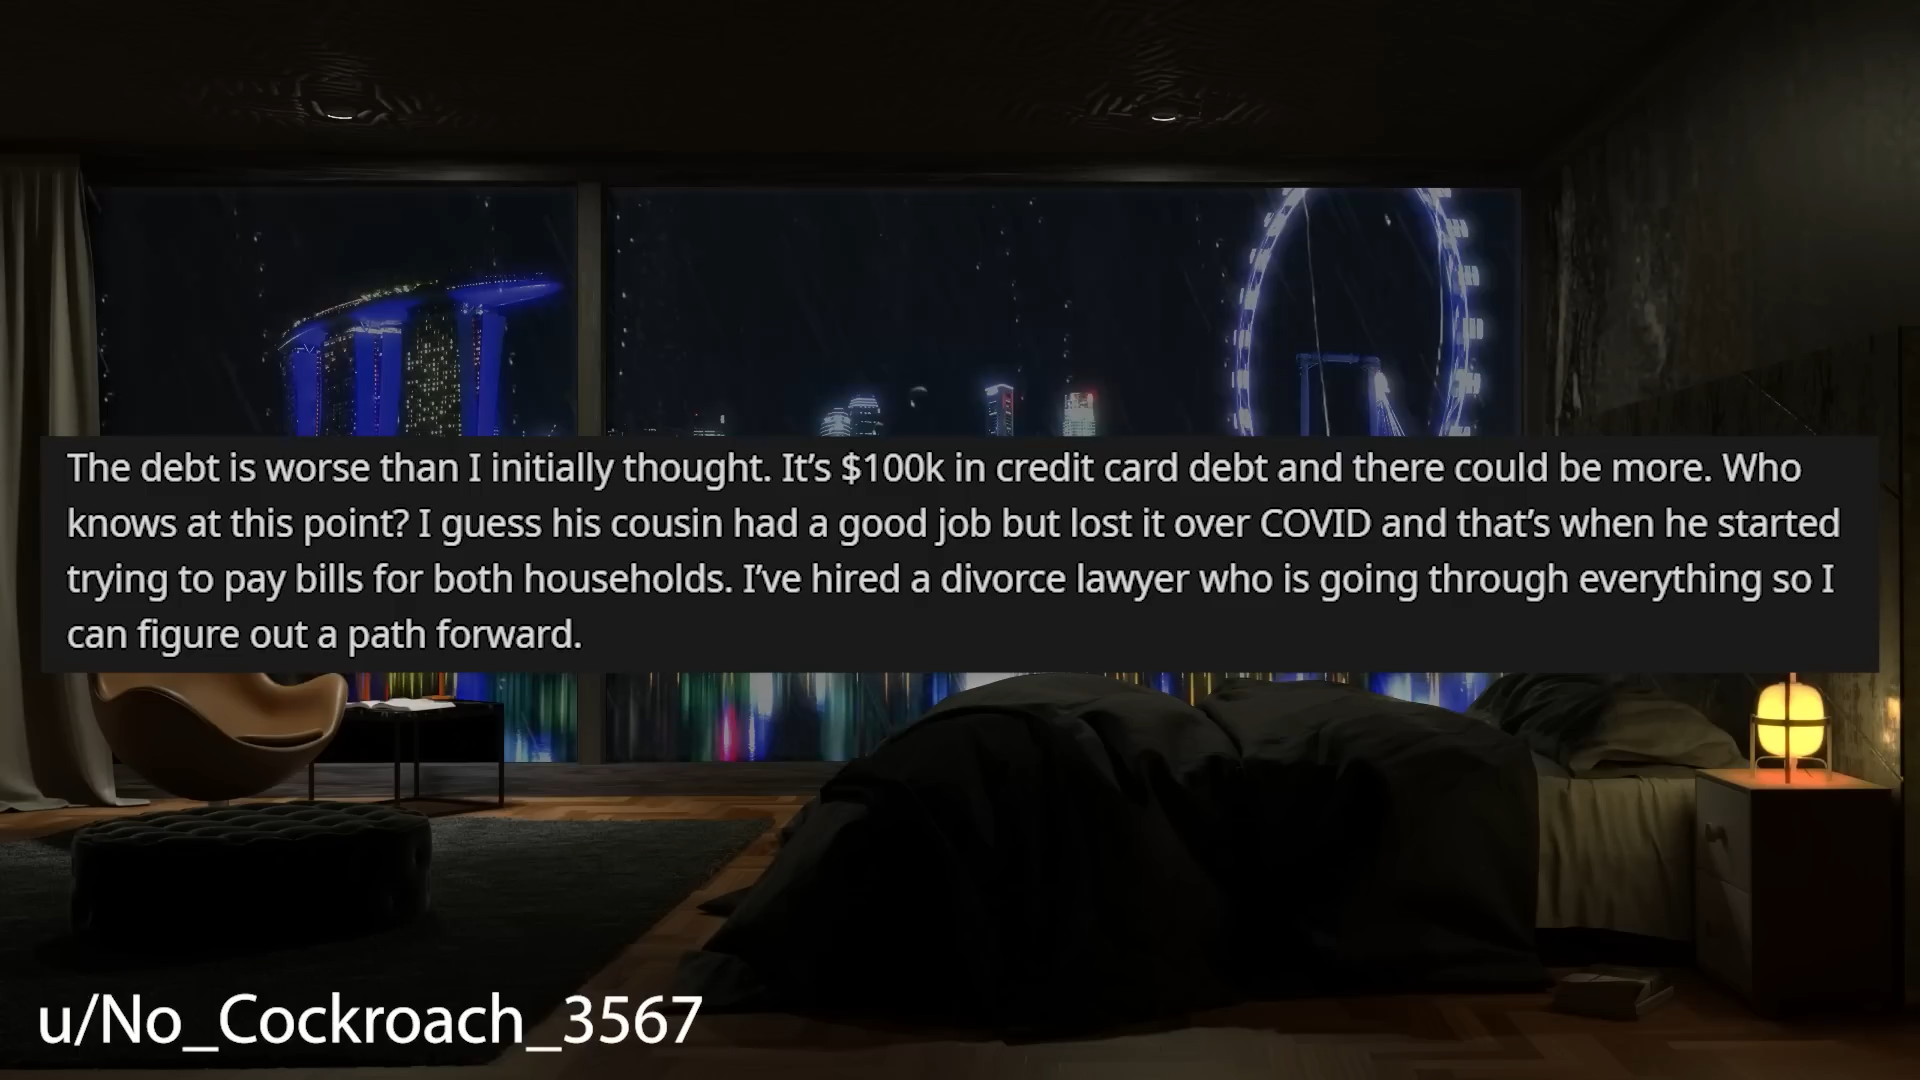 The debt is worse than I initially thought. It’s $100k in credit card debt and there could be more. Who
knows at this point? I guess his cousin had a good job but lost it over COVID and that’s when he started
trying to pay bills for both households. I’ve hired a divorce lawyer who is going through everything so I
can figure out a path forward.
u/No_Cockroach_3567